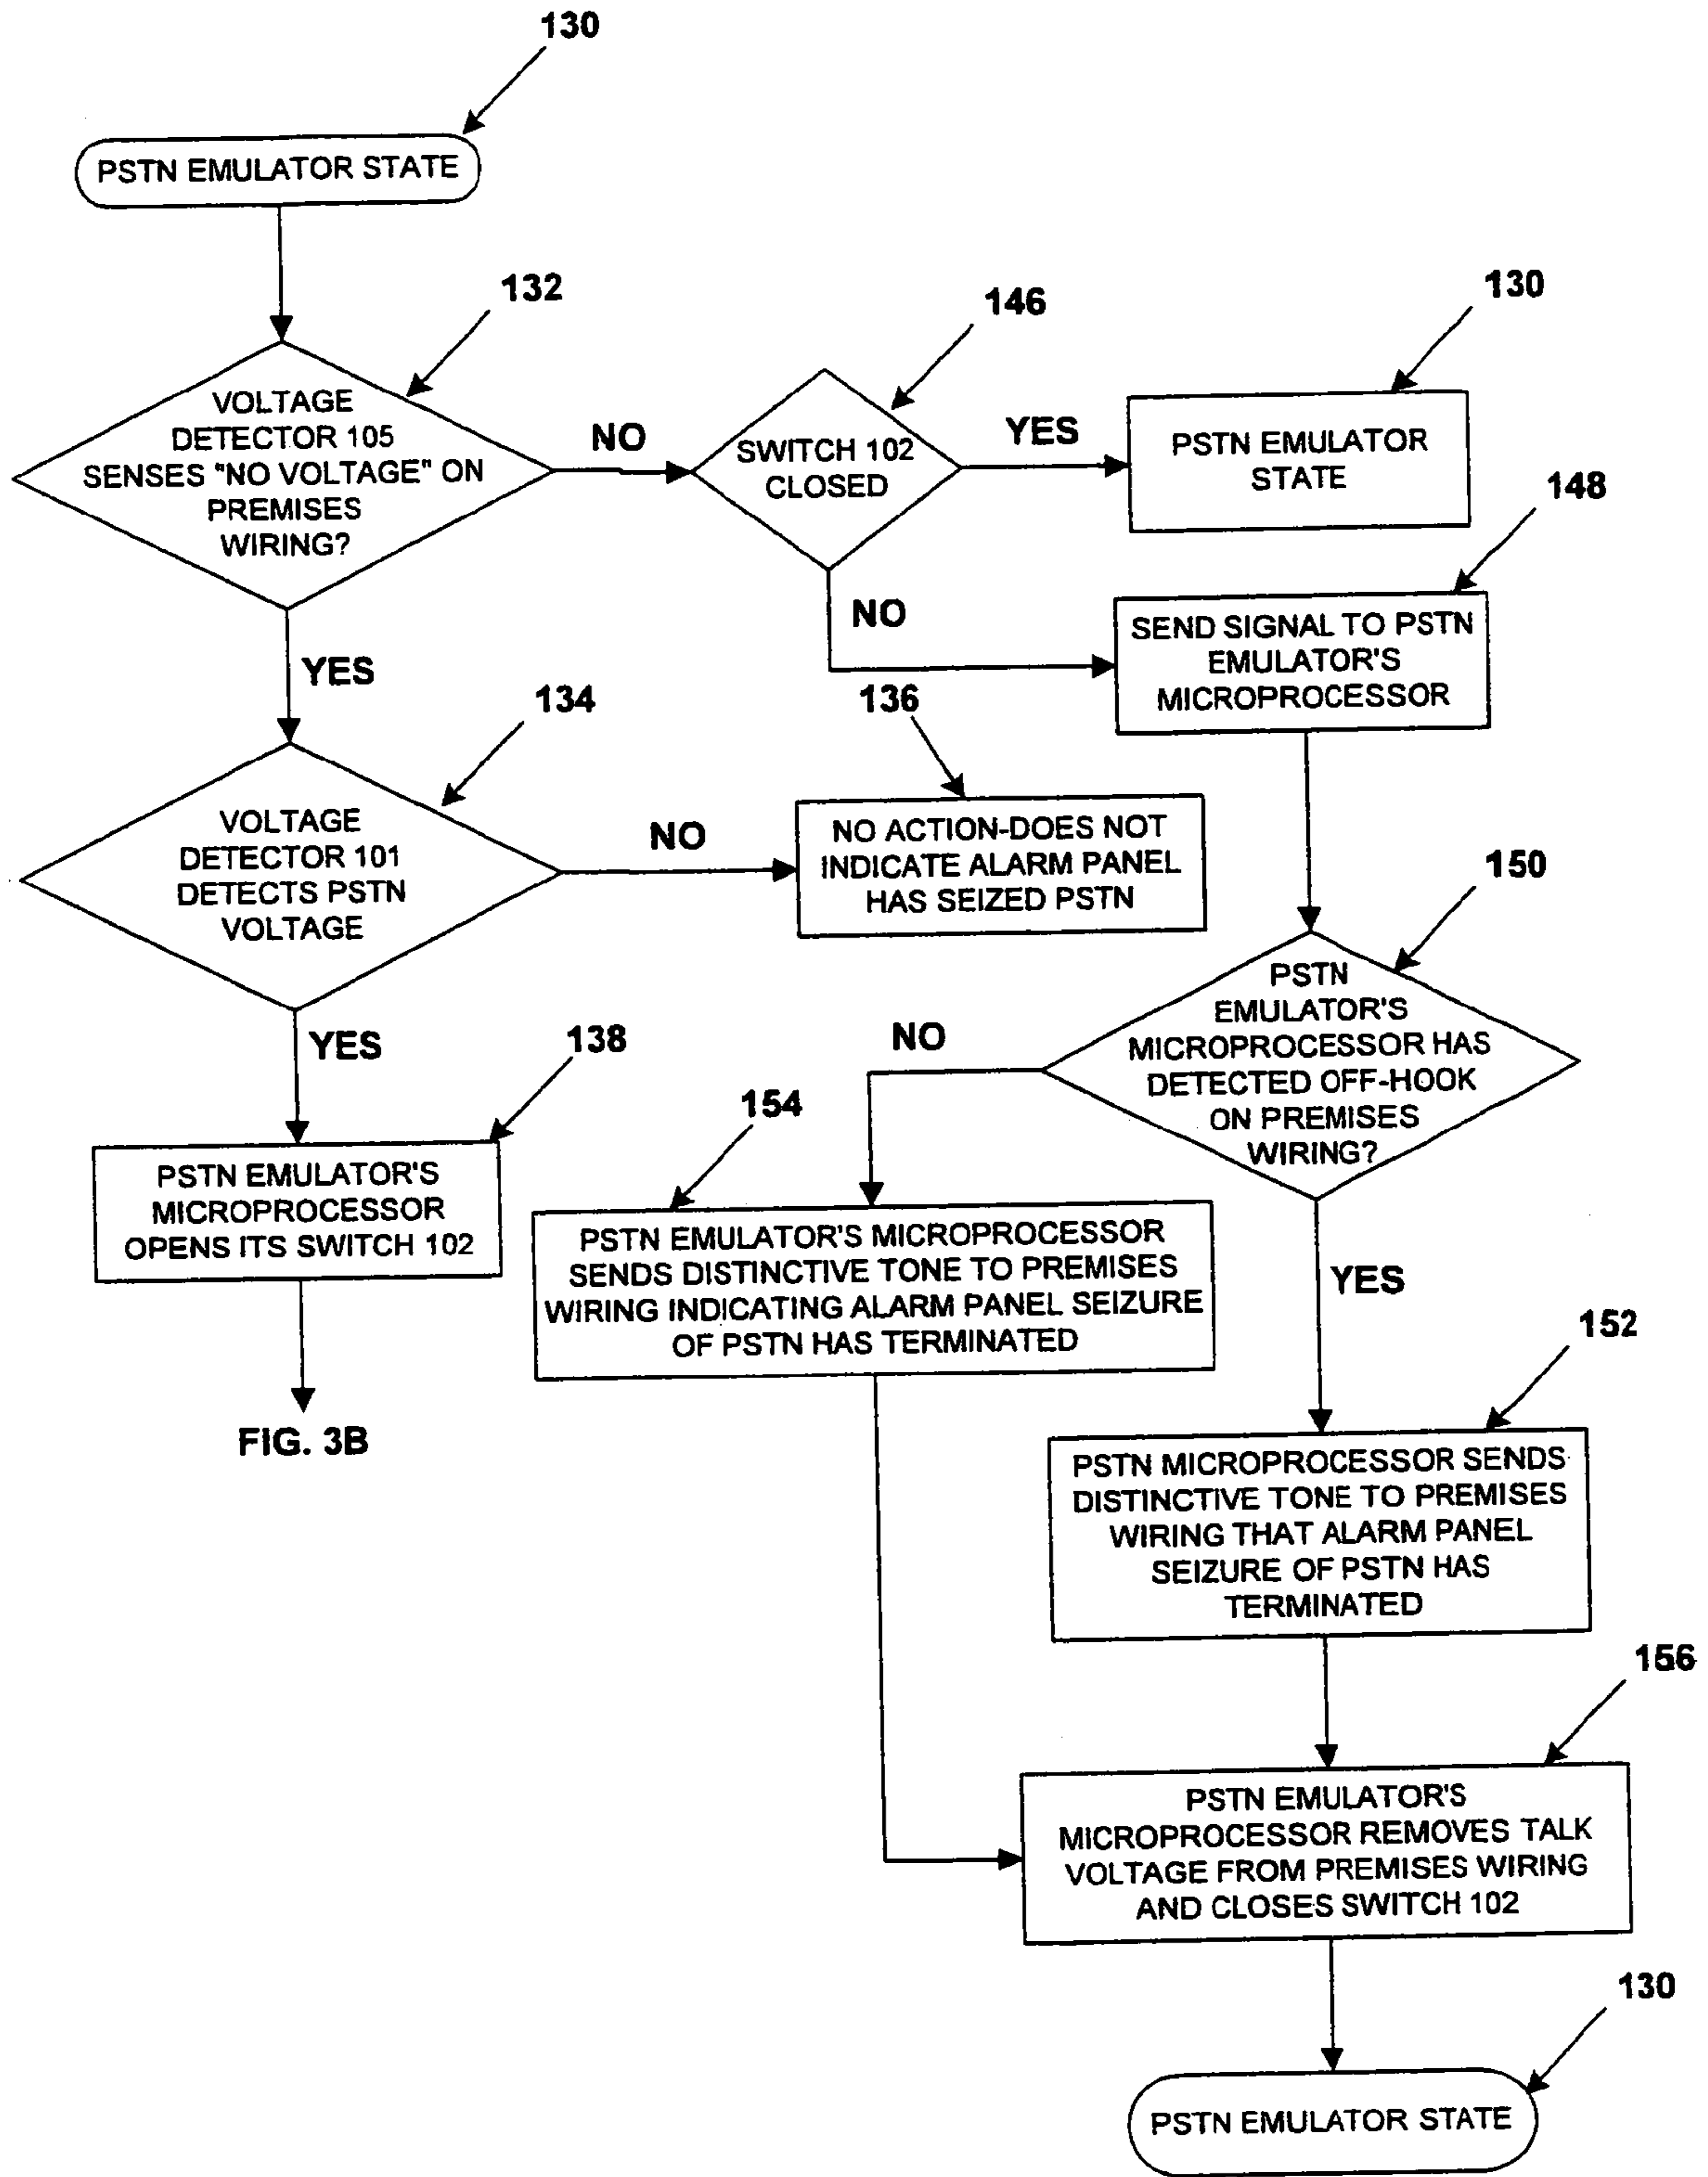 130
PSTN EMULATOR STATE
132
VOLTAGE
DETECTOR 105
SENSES "NO VOLTAGE" ON
PREMISES
WIRING?
NO
146
SWITCH 102
CLOSED
YES
130
PSTN EMULATOR
STATE
NO
148
SEND SIGNAL TO PSTN
EMULATOR'S
MICROPROCESSOR
YES
134
VOLTAGE
DETECTOR 101
DETECTS PSTN
VOLTAGE
NO
136
NO ACTION-DOES NOT
INDICATE ALARM PANEL
HAS SEIZED PSTN
150
PSTN
EMULATOR'S
MICROPROCESSOR HAS
DETECTED OFF-HOOK
ON PREMISES
WIRING?
YES
138
PSTN EMULATOR'S
MICROPROCESSOR
OPENS ITS SWITCH 102
FIG. 3B
NO
154
PSTN EMULATOR'S MICROPROCESSOR
SENDS DISTINCTIVE TONE TO PREMISES
WIRING INDICATING ALARM PANEL SEIZURE
OF PSTN HAS TERMINATED
YES
152
PSTN MICROPROCESSOR SENDS
DISTINCTIVE TONE TO PREMISES
WIRING THAT ALARM PANEL
SEIZURE OF PSTN HAS
TERMINATED
156
PSTN EMULATOR'S
MICROPROCESSOR REMOVES TALK
VOLTAGE FROM PREMISES WIRING
AND CLOSES SWITCH 102
130
PSTN EMULATOR STATE